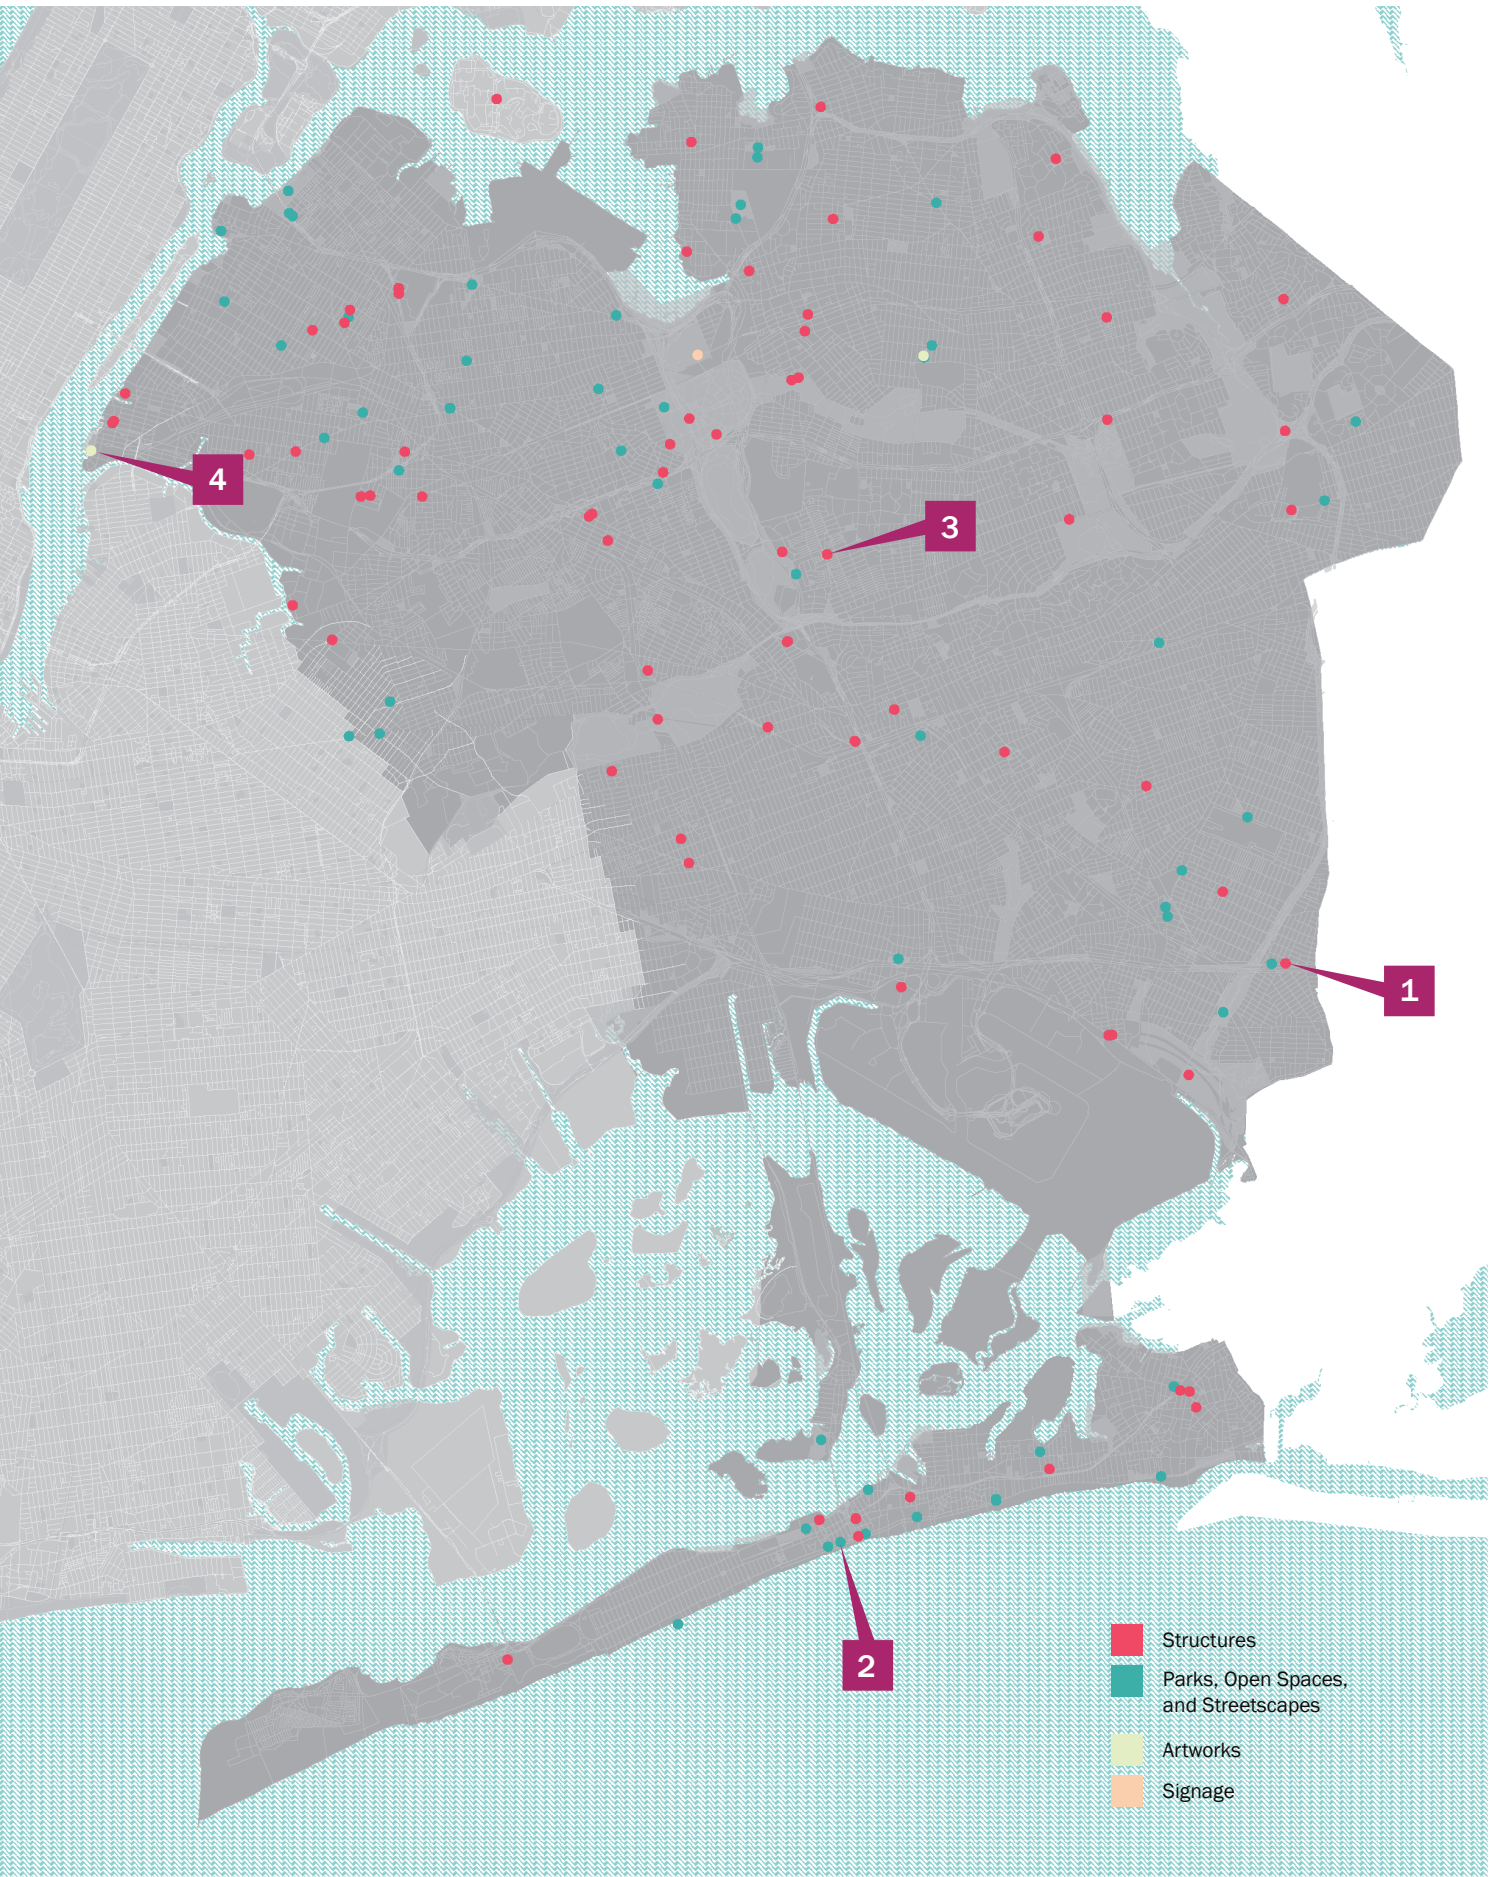 4
3
1
2
Structures
Parks, Open Spaces,
and Streetscapes
Artworks
Signage